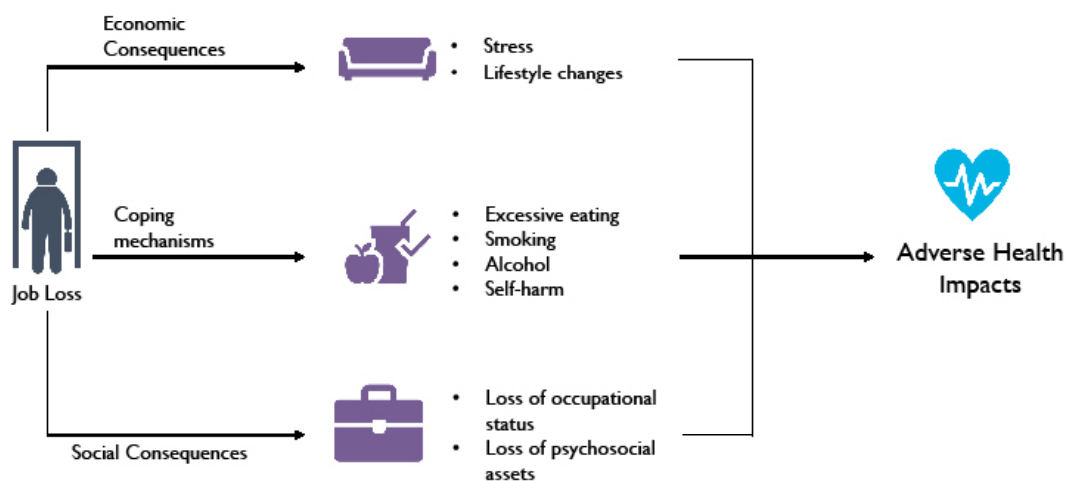 Economic
Consequences
Stress
Lifestyle changes
Job Loss
Coping
mechanisms
Excessive eating
Smoking
Alcohol
Self-harm
Social Consequences
Loss of occupational
status
Loss of psychosocial
assets
Adverse Health
Impacts